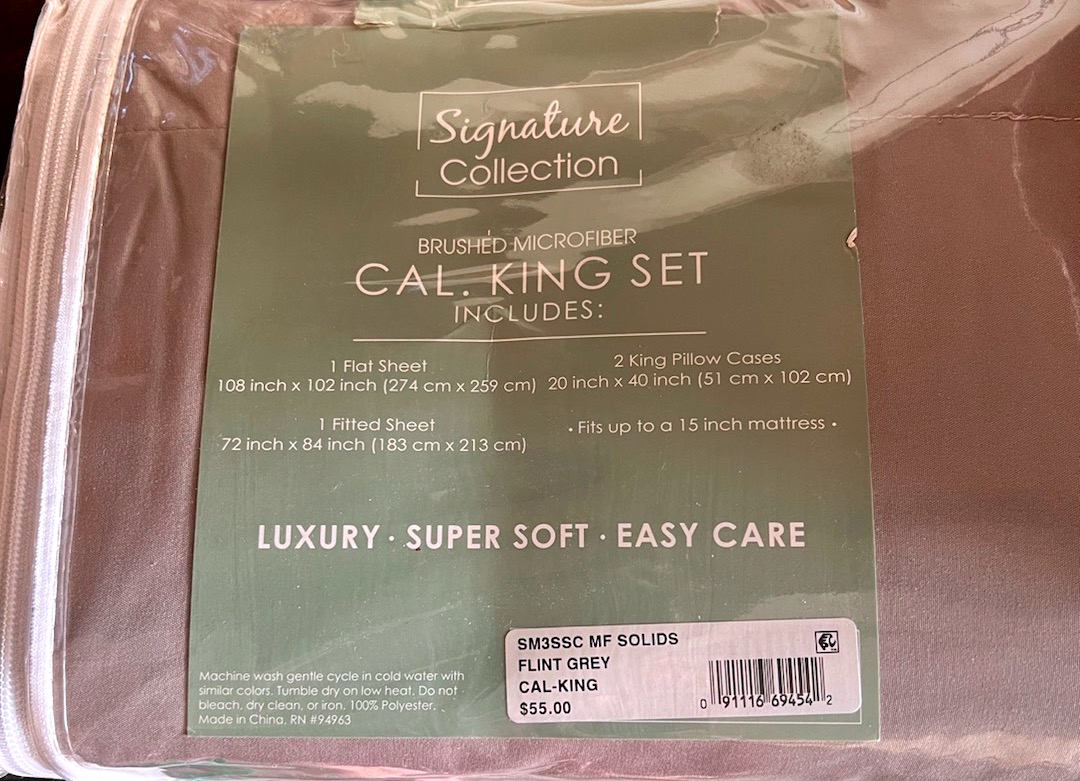 Signature
Collection
BRUSHED MICROFIBER
CAL. KING SET
INCLUDES:
1 Flat Sheet
108 inch x 102 inch (274 cm x 259 cm)
2 King Pillow Cases
20 inch x 40 inch (51 cm x 102 cm)
1 Fitted Sheet
72 inch x 84 inch (183 cm x 213 cm)
• Fits up to a 15 inch mattress •
LUXURY · SUPER SOFT · EASY CARE
Machine wash gentle cycle in cold water with
similar colors. Tumble dry on low heat. Do not
bleach, dry clean, or iron. 100% Polyester.
Made in China. RN #94963
SM3SSC MF SOLIDS
FLINT GREY
CAL-KING
$55.00
0 91116 69454 2